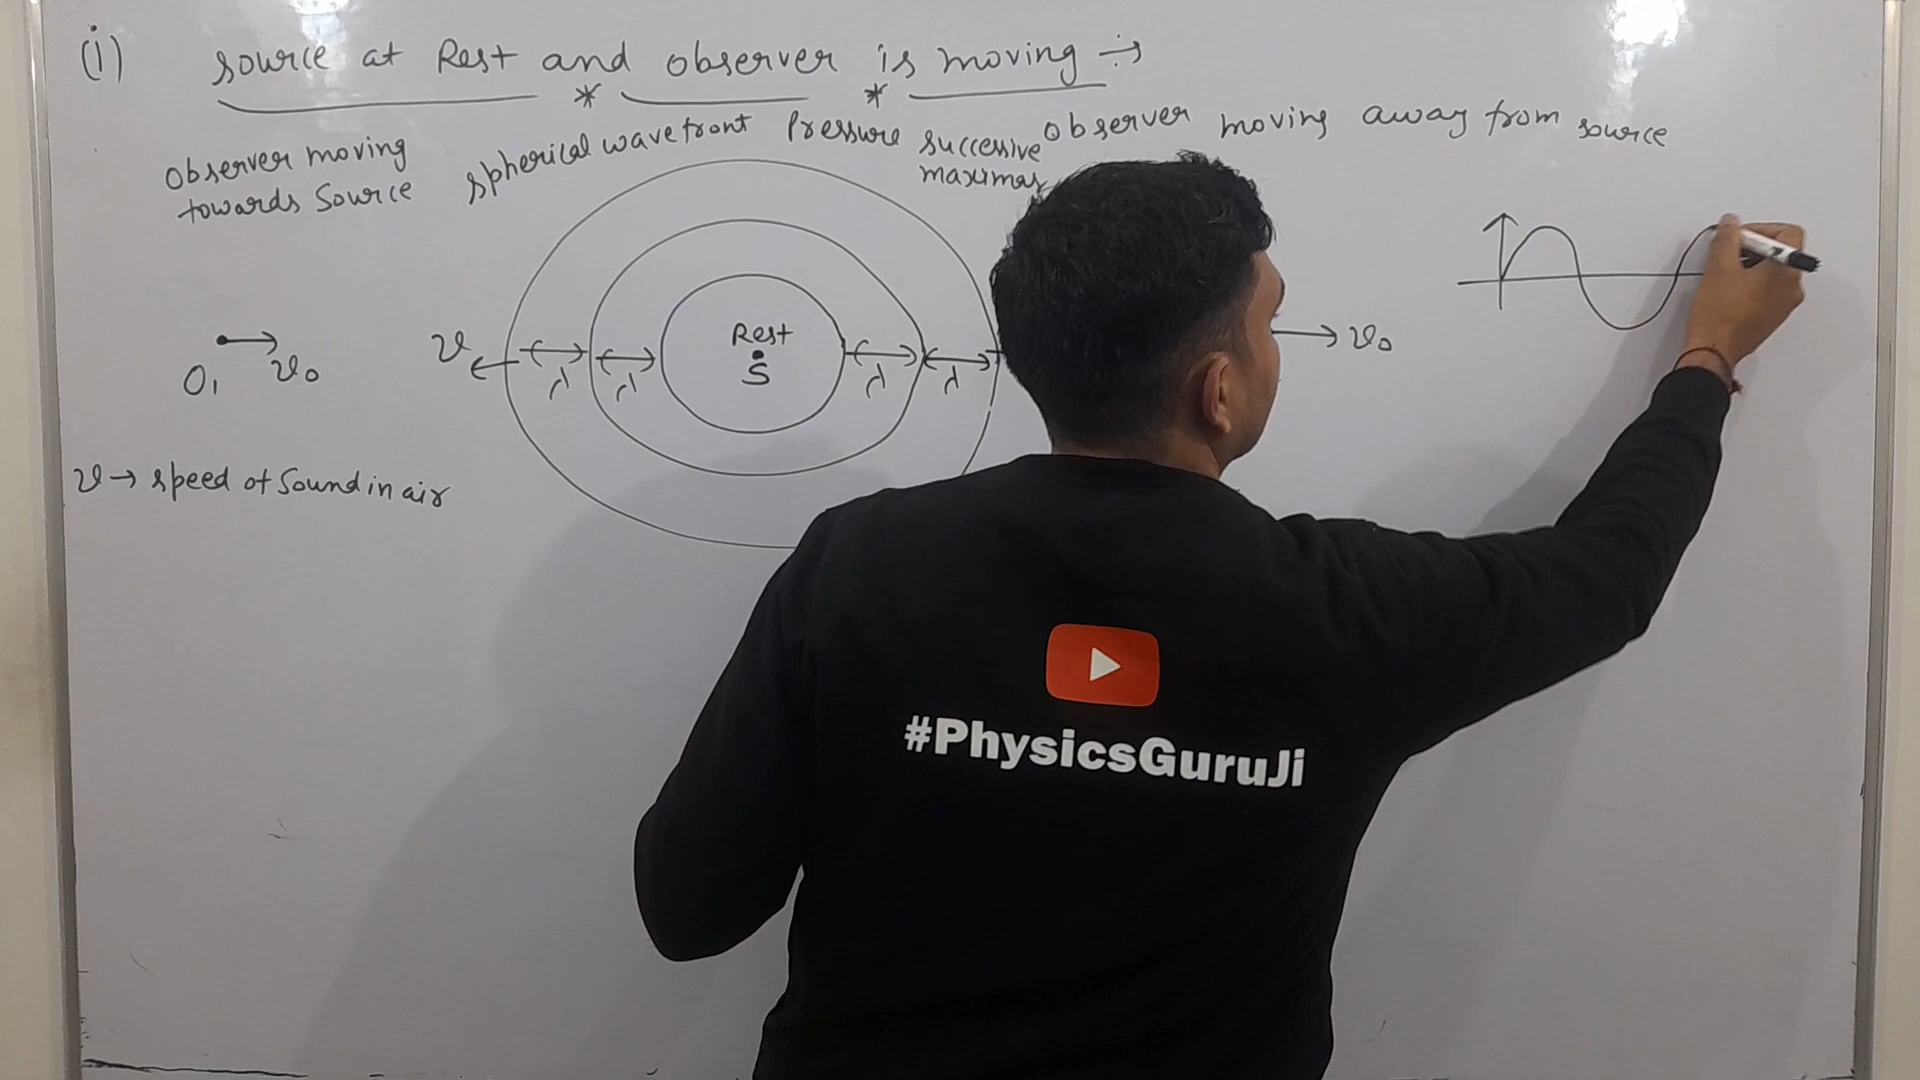 (i) source at Rest and observer is moving :→
* *
observer moving
towards source
spherical wavefront
Pressure successive
maximas
observer moving away from source
O₁ v₀
v
λ λ
Rest
S
λ λ
v₀
v → speed of sound in air
#PhysicsGuruJi